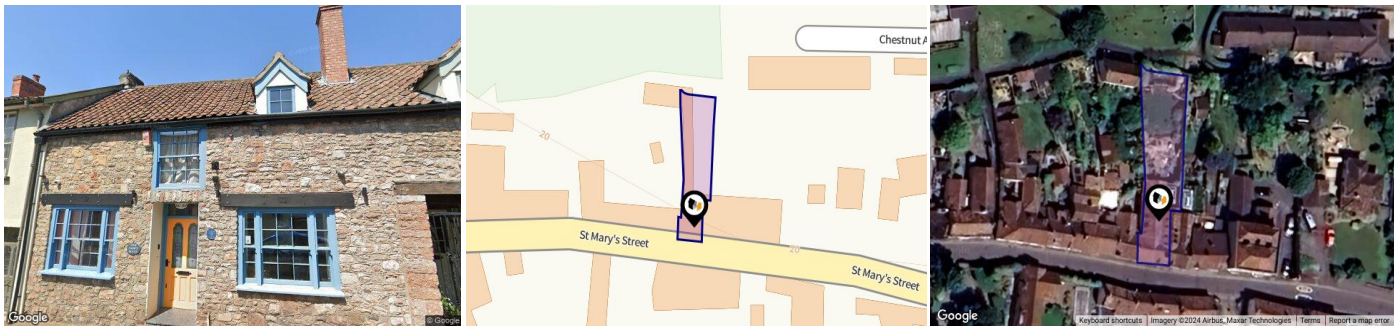 Google
© Google
Chestnut A
20
St Mary's Street
20
St Mary's Street
Google
Keyboard shortcuts
Imagery ©2024 Airbus, Maxar Technologies
Terms
Report a map error